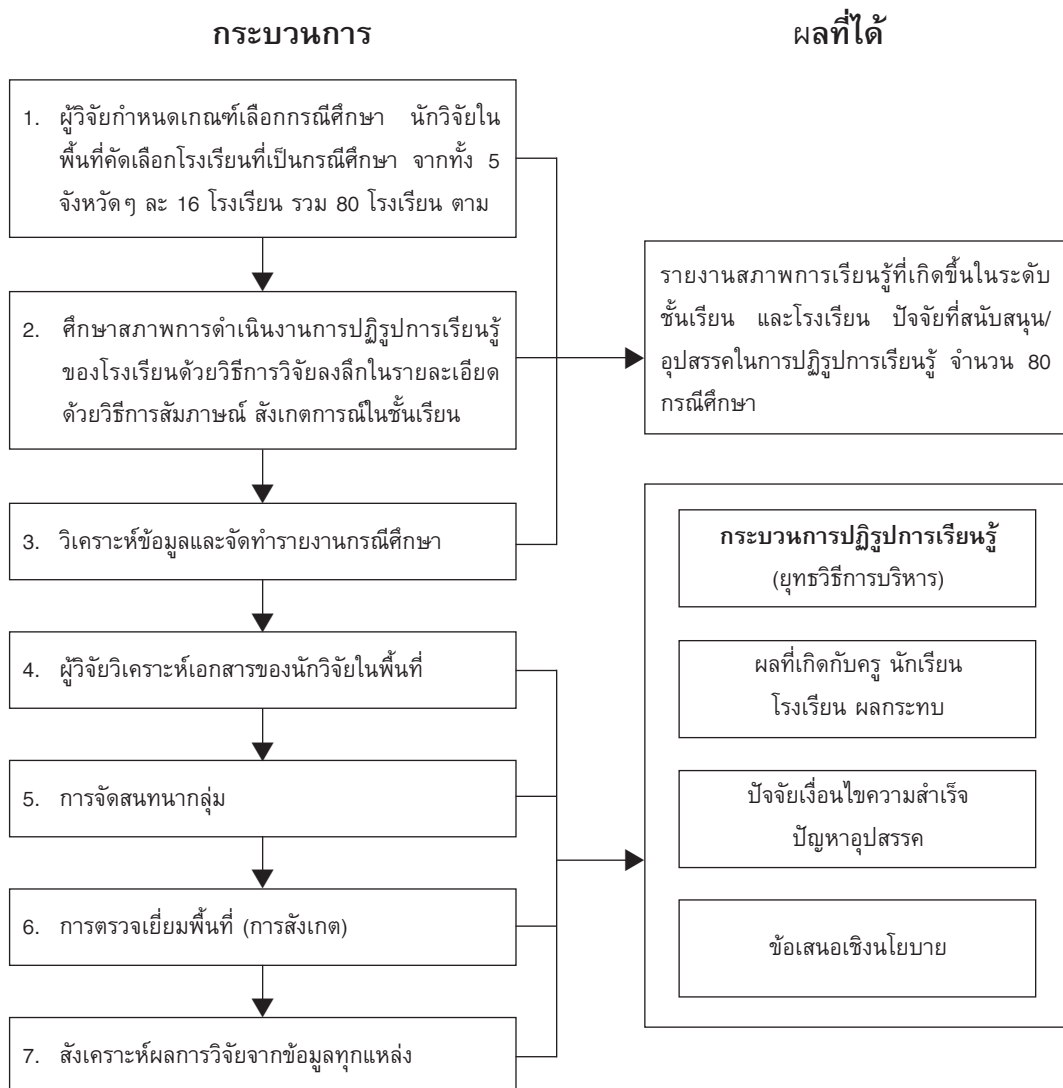 กระบวนการ
1. ผู้วิจัยกำหนดเกณฑ์เลือกกรณีศึกษา นักวิจัยใน
พื้นที่คัดเลือกโรงเรียนที่เป็นกรณีศึกษา จากทั้ง 5
จังหวัดๆ ละ 16 โรงเรียน รวม 80 โรงเรียน ตาม
2. ศึกษาสภาพการดำเนินงานการปฏิรูปการเรียนรู้
ของโรงเรียนด้วยวิธีการวิจัยลงลึกในรายละเอียด
ด้วยวิธีการสัมภาษณ์ สังเกตการณ์ในชั้นเรียน
3. วิเคราะห์ข้อมูลและจัดทำรายงานกรณีศึกษา
4. ผู้วิจัยวิเคราะห์เอกสารของนักวิจัยในพื้นที่
5. การจัดสนทนากลุ่ม
6. การตรวจเยี่ยมพื้นที่ (การสังเกต)
7. สังเคราะห์ผลการวิจัยจากข้อมูลทุกแหล่ง
ผลที่ได้
รายงานสภาพการเรียนรู้ที่เกิดขึ้นในระดับ
ชั้นเรียน และโรงเรียน ปัจจัยที่สนับสนุน/
อุปสรรคในการปฏิรูปการเรียนรู้ จำนวน 80
กรณีศึกษา
กระบวนการปฏิรูปการเรียนรู้
(ยุทธวิธีการบริหาร)
ผลที่เกิดกับครู นักเรียน
โรงเรียน ผลกระทบ
ปัจจัยเงื่อนไขความสำเร็จ
ปัญหาอุปสรรค
ข้อเสนอเชิงนโยบาย